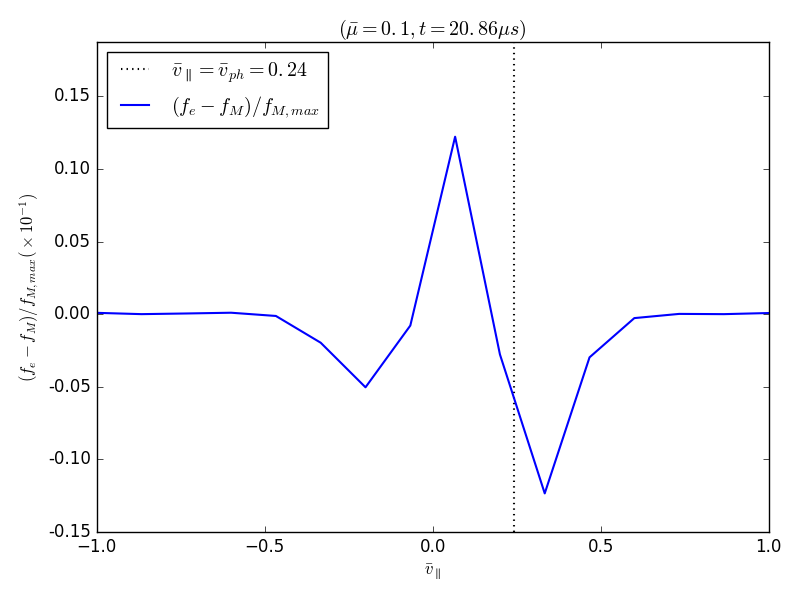 (μ̄ = 0.1, t = 20.86μs)
v̄∥ = v̄ph = 0.24
(fe − fM)/fM,max
(fe − fM)/fM,max(×10⁻¹)
0.15
0.10
0.05
0.00
-0.05
-0.10
-0.15
−1.0 −0.5 0.0 0.5 1.0
v̄∥